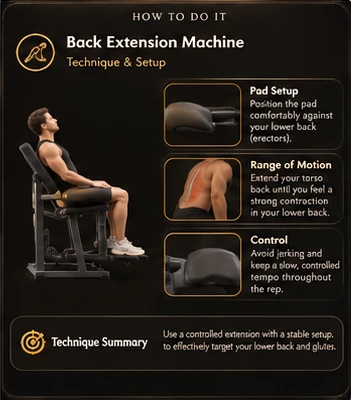 HOW TO DO IT
Back Extension Machine
Technique & Setup
Pad Setup
Position the pad
comfortably against
your lower back
(erectors).
Range of Motion
Extend your torso
back until you feel a
strong contraction
in your lower back.
Control
Avoid jerking and
keep a slow, controlled
tempo throughout
the rep.
Technique Summary
Use a controlled extension with a stable setup.
to effectively target your lower back and glutes.